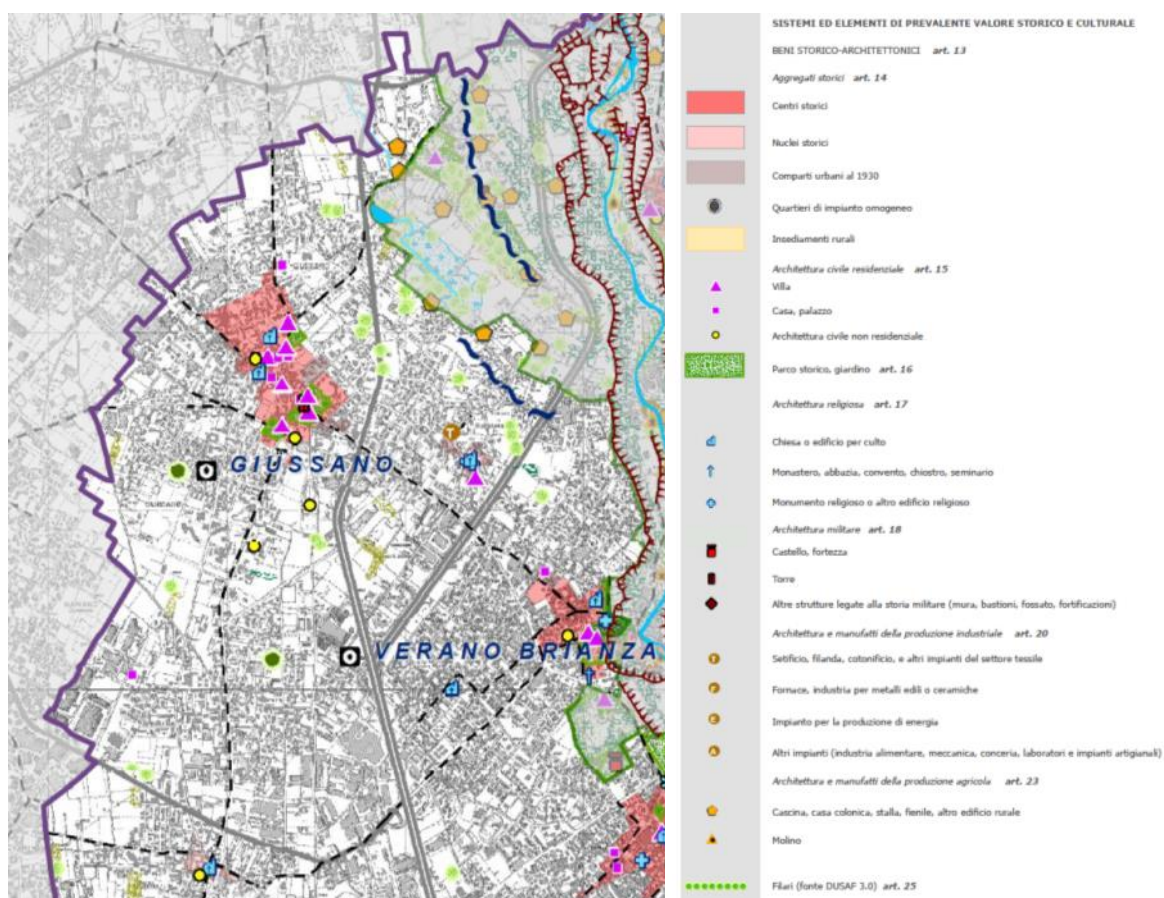 GIUSSANO
VERANO BRIANZA
SISTEMI ED ELEMENTI DI PREVALENTE VALORE STORICO E CULTURALE
BENI STORICO-ARCHITETTONICI art. 13
Aggregati storici art. 14
Centri storici
Nuclei storici
Comparti urbani al 1930
Quartieri di impianto omogeneo
Insediamenti rurali
Architettura civile residenziale art. 15
Villa
Casa, palazzo
Architettura civile non residenziale
Parco storico, giardino art. 16
Architettura religiosa art. 17
Chiesa o edificio per culto
Monastero, abbazia, convento, chiostro, seminario
Monumento religioso o altro edificio religioso
Architettura militare art. 18
Castello, fortezza
Torre
Altre strutture legate alla storia militare (mura, bastioni, fossato, fortificazioni)
Architettura e manufatti della produzione industriale art. 20
T Setificio, filanda, cotonificio, e altri impianti del settore tessile
Fornace, industria per metalli edili o ceramiche
Impianto per la produzione di energia
A Altri impianti (industria alimentare, meccanica, conceria, laboratori e impianti artigianali)
Architettura e manufatti della produzione agricola art. 23
Cascina, casa colonica, stalla, fienile, altro edificio rurale
Molino
Filari (fonte DUSAF 3.0) art. 25